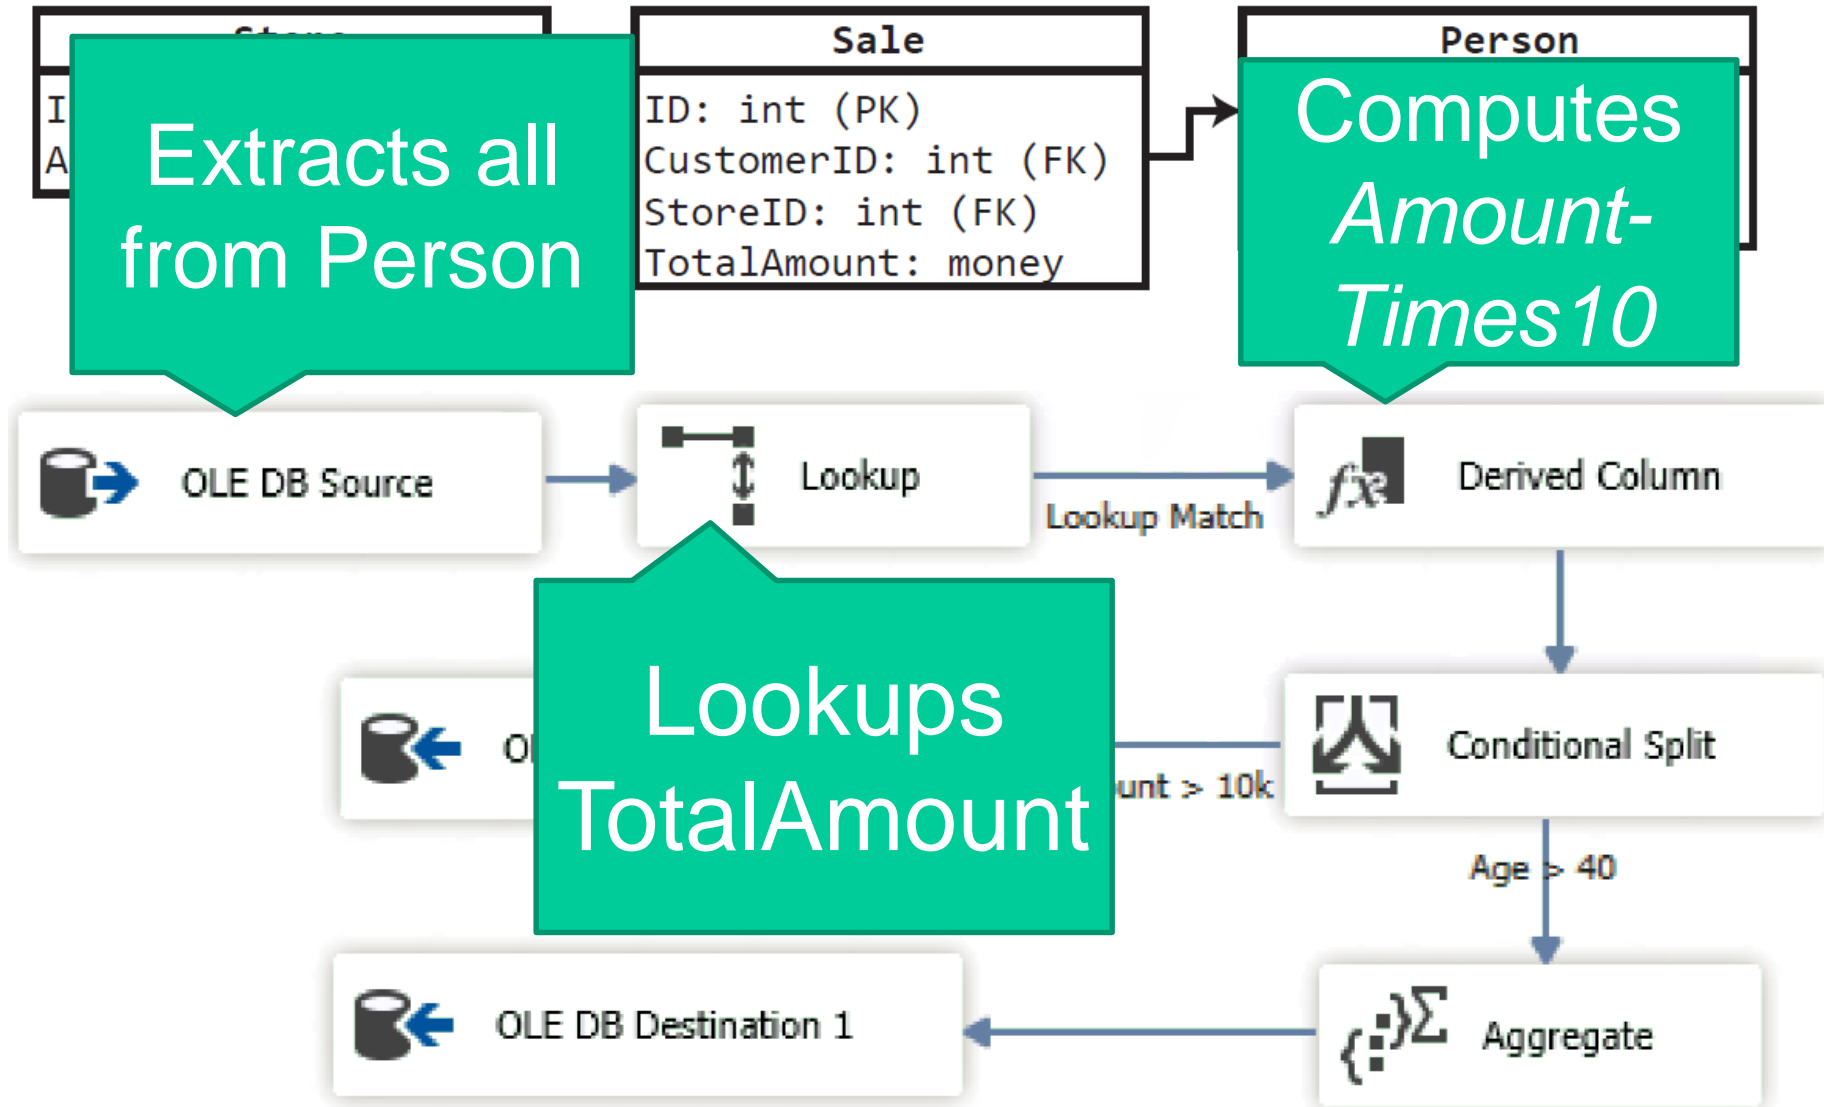 Sale
Person
ID: int (PK)
CustomerID: int (FK)
StoreID: int (FK)
TotalAmount: money
Extracts all
from Person
Computes
Amount-
Times10
OLE DB Source
Lookup
Lookup Match
Derived Column
Lookups
TotalAmount
Conditional Split
> 10k
Age > 40
OLE DB Destination 1
Aggregate